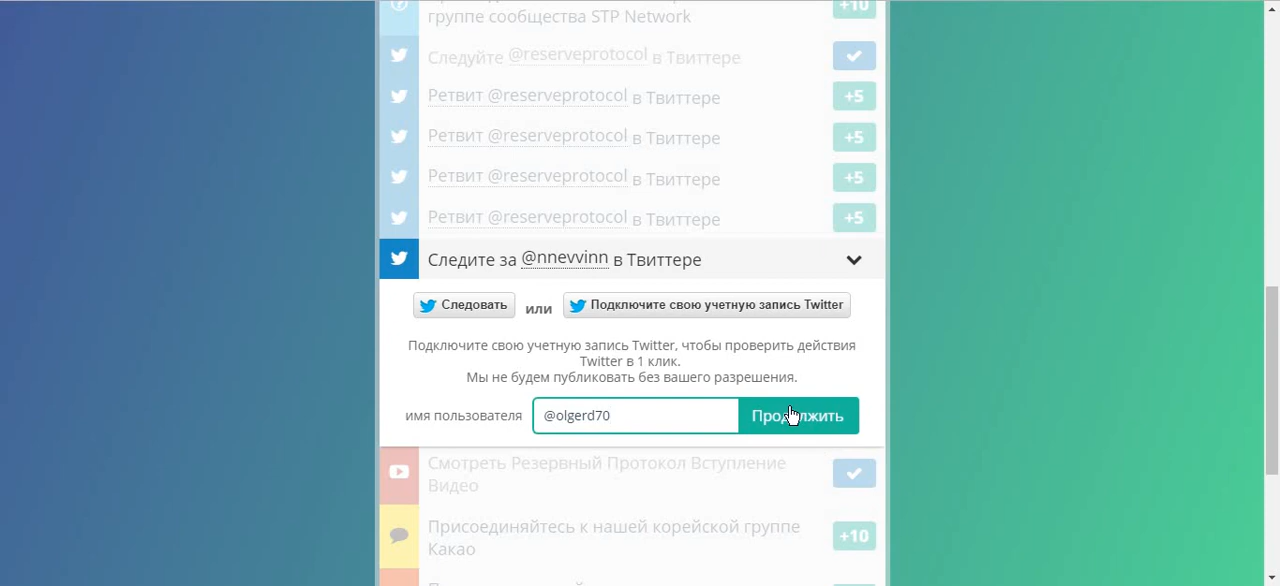 группе сообщества STP Network
+10
Следуйте @reserveprotocol в Твиттере
Ретвит @reserveprotocol в Твиттере
+5
Ретвит @reserveprotocol в Твиттере
+5
Ретвит @reserveprotocol в Твиттере
+5
Ретвит @reserveprotocol в Твиттере
+5
Следите за @nnevvinn в Твиттере
Следовать или Подключите свою учетную запись Twitter
Подключите свою учетную запись Twitter, чтобы проверить действия
Twitter в 1 клик.
Мы не будем публиковать без вашего разрешения.
имя пользователя @olgerd70 Продолжить
Смотреть Резервный Протокол Вступление
Видео
Присоединяйтесь к нашей корейской группе
Какао
+10